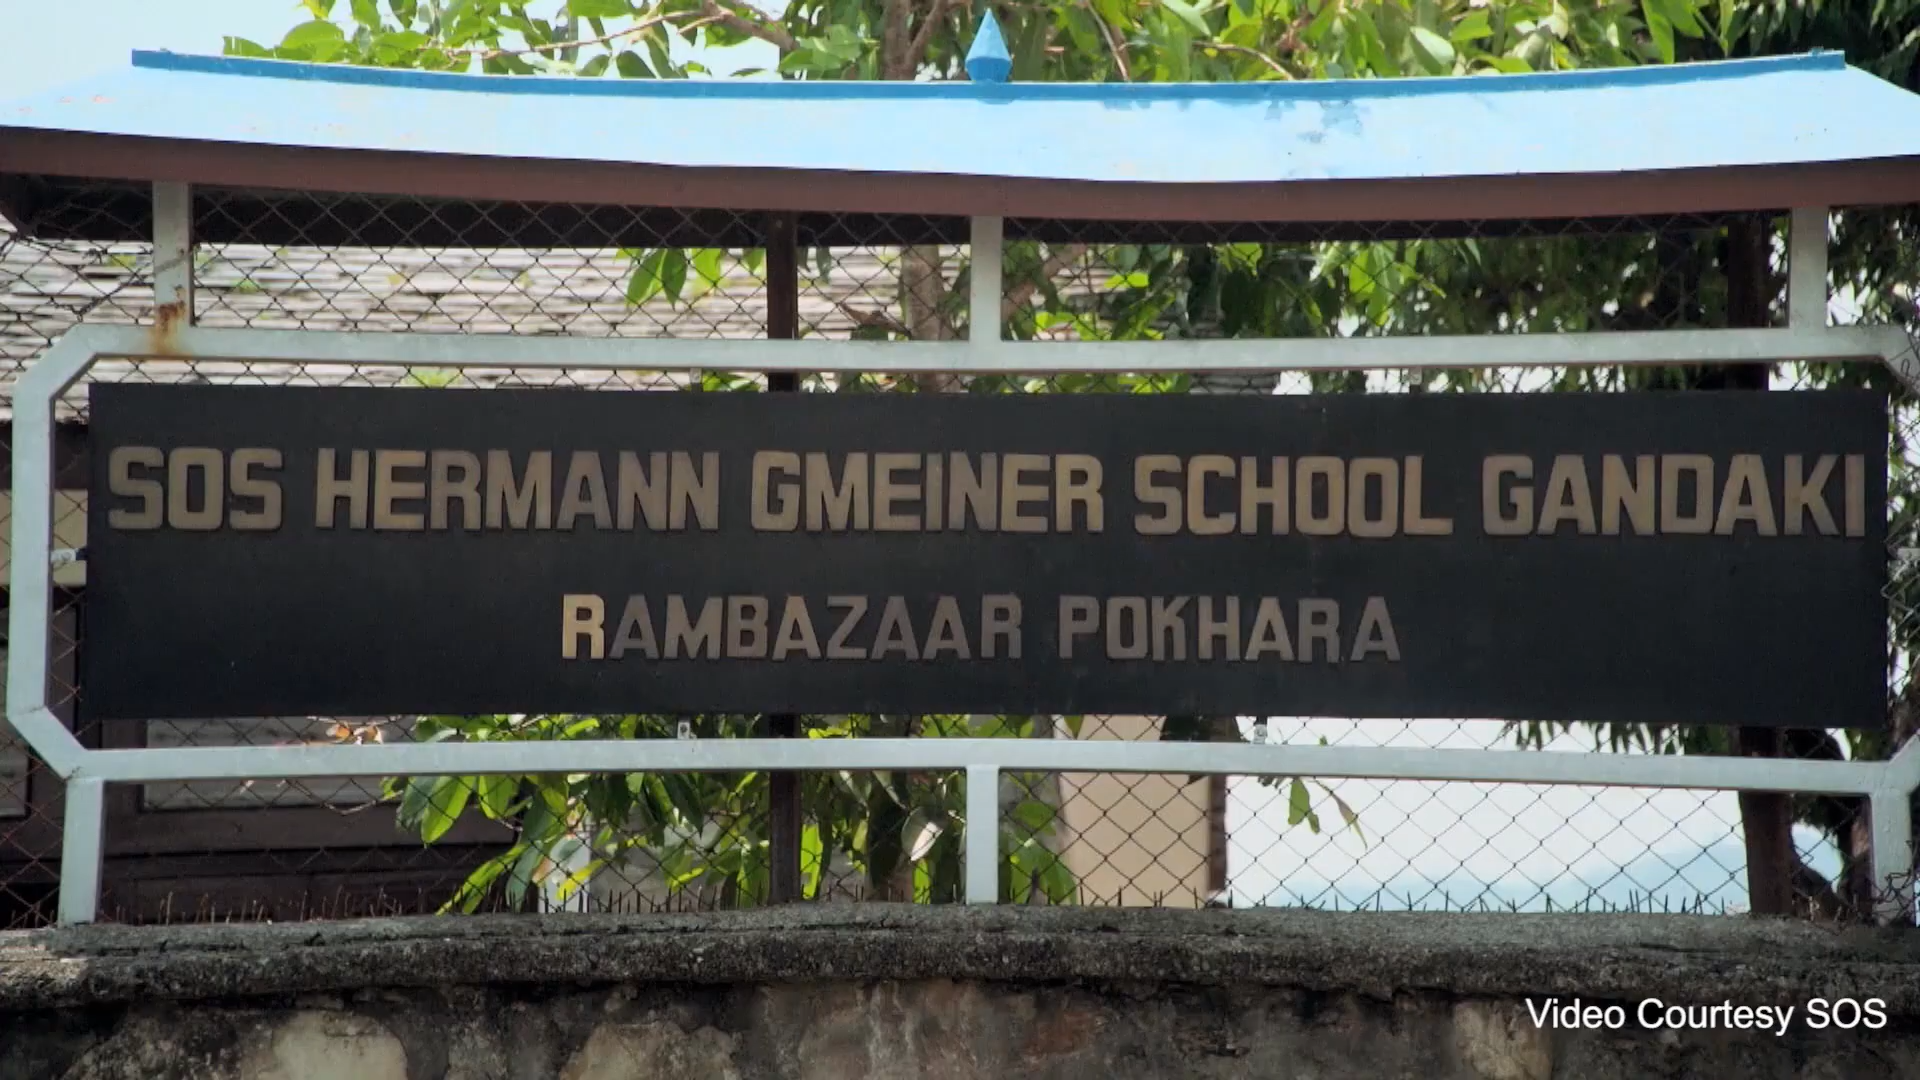 SOS HERMANN GMEINER SCHOOL GANDAKI
RAMBAZAAR POKHARA
Video Courtesy SOS